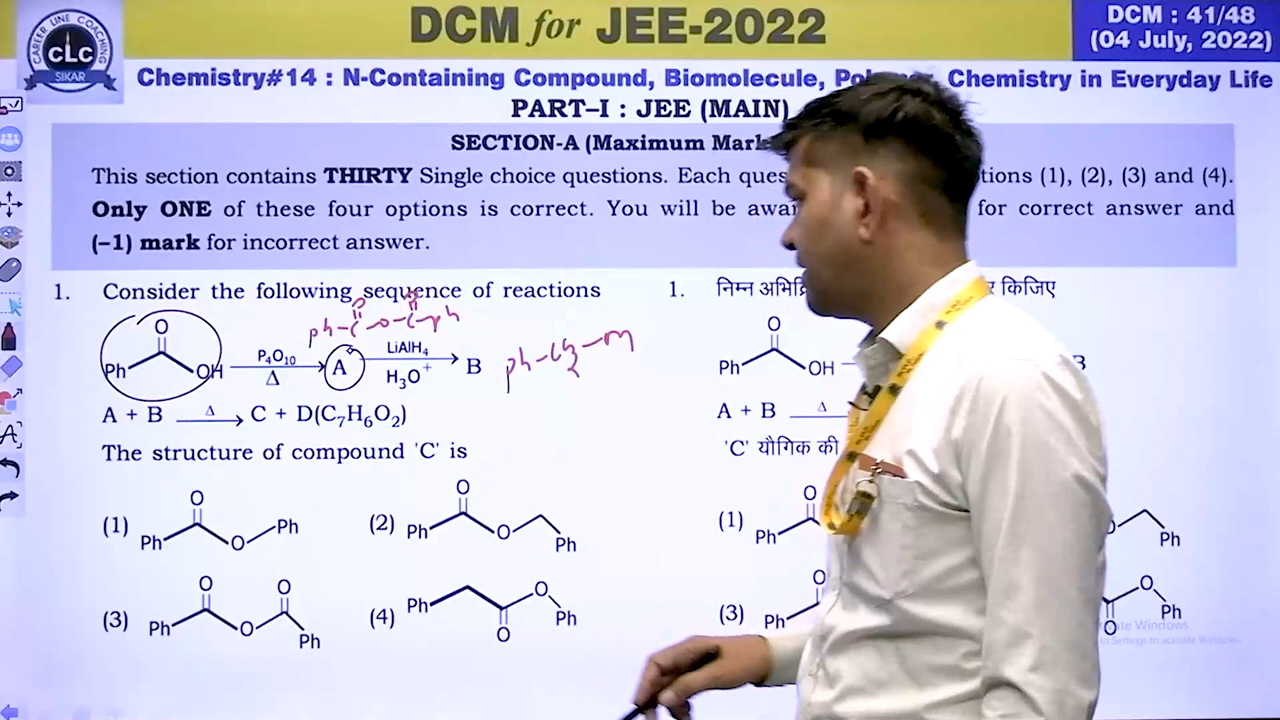 DCM for JEE-2022
DCM : 41/48
(04 July, 2022)
CAREER LINE COACHING
CLC
SIKAR
Chemistry#14 : N-Containing Compound, Biomolecule, Chemistry in Everyday Life
PART–I : JEE (MAIN)
SECTION-A (Maximum
This section contains THIRTY Single choice questions. Each (1), (2), (3) and (4).
Only ONE of these four options is correct. You will be for correct answer and
(–1) mark for incorrect answer.
1. Consider the following sequence of reactions
ph-C-O-C-ph
O O
O
Ph OH P₄O₁₀ Δ A LiAlH₄ H₃O⁺ B ph-CH₂-OH
A + B Δ C + D(C₇H₆O₂)
The structure of compound 'C' is
(1) Ph O O Ph
(2) Ph O O Ph
(3) Ph O O O Ph
(4) Ph O O Ph
1. निम्न किजिए
O
Ph OH
A + B Δ
'C' यौगिक की
(1) Ph O
Ph
(3) Ph O
O Ph O